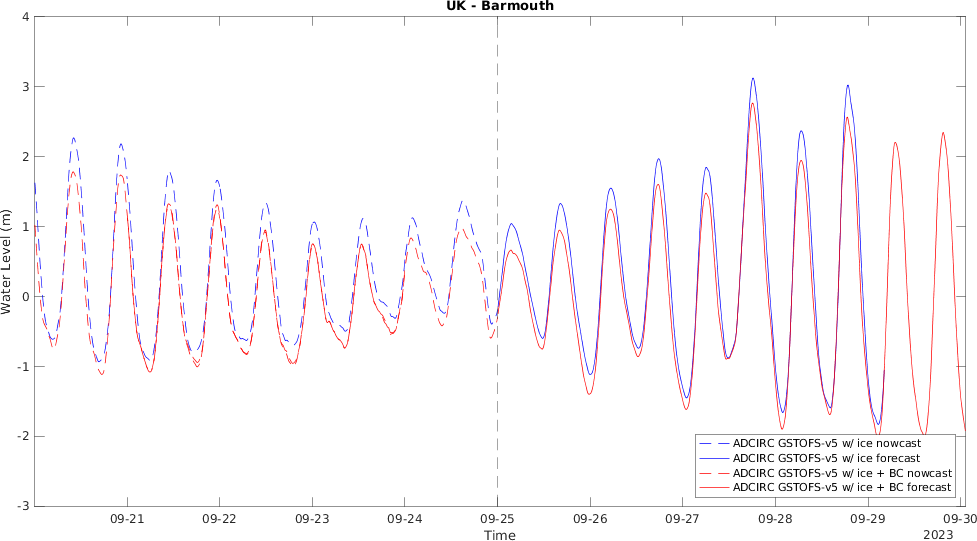 UK - Barmouth
4
3
2
1
0
-1
-2
-3
Water Level (m)
ADCIRC GSTOFS-v5 w/ ice nowcast
ADCIRC GSTOFS-v5 w/ ice forecast
ADCIRC GSTOFS-v5 w/ ice + BC nowcast
ADCIRC GSTOFS-v5 w/ ice + BC forecast
09-21 09-22 09-23 09-24 09-25 09-26 09-27 09-28 09-29 09-30
Time
2023